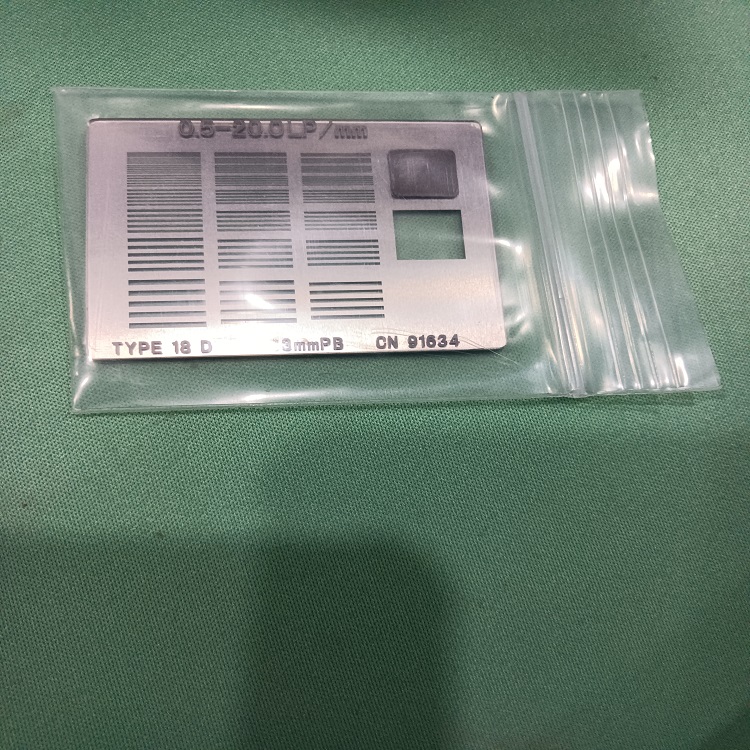 0.5-20.0LP/mm
TYPE 18 D 3mmPB CN 91634